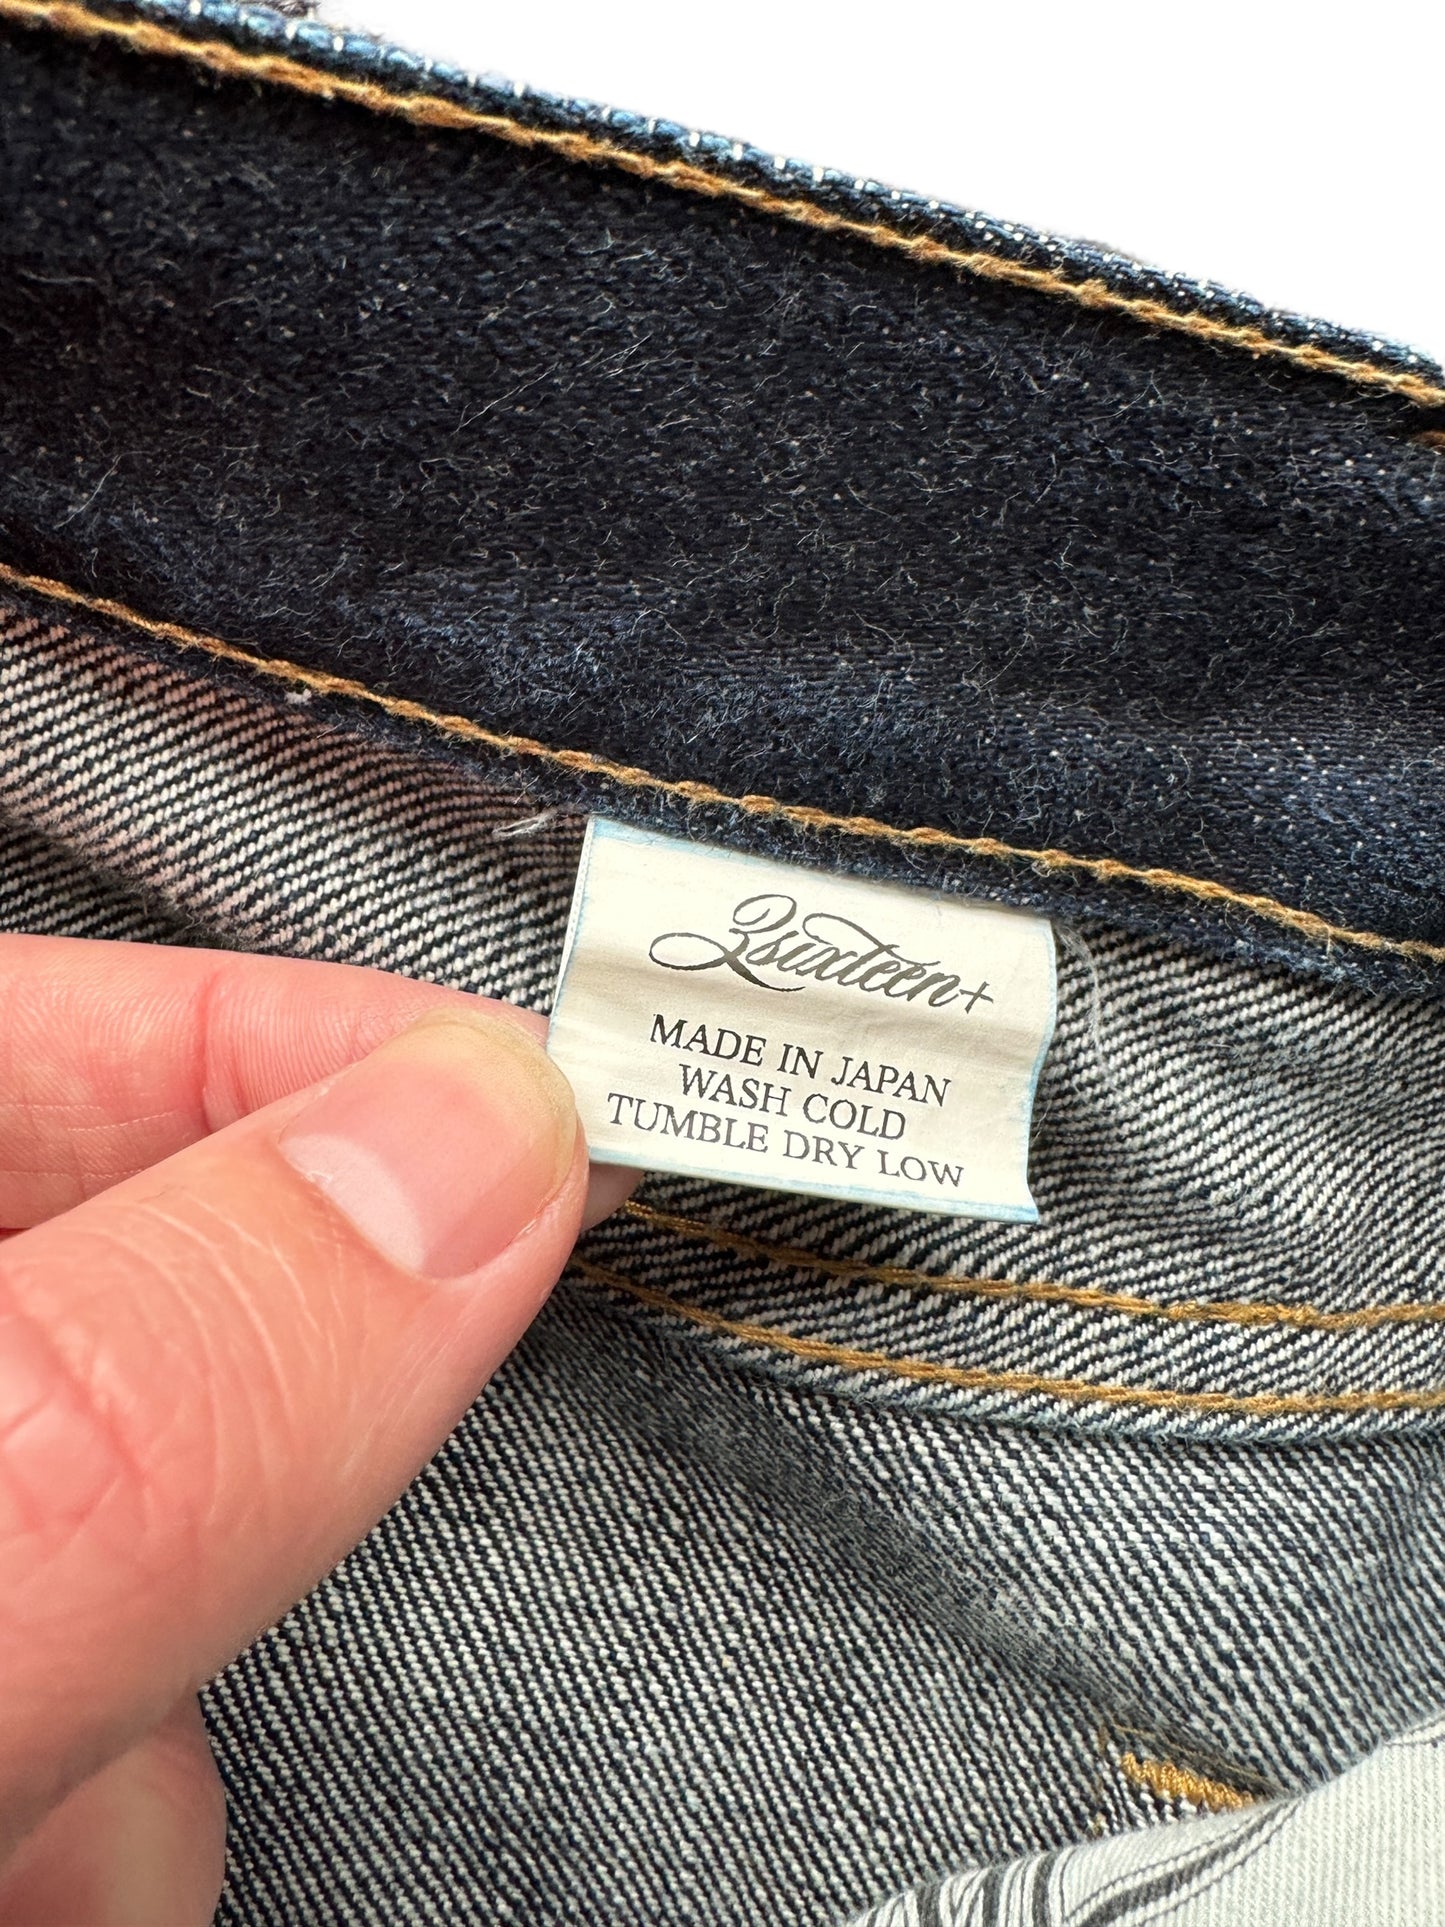 3sixteen+
MADE IN JAPAN
WASH COLD
TUMBLE DRY LOW